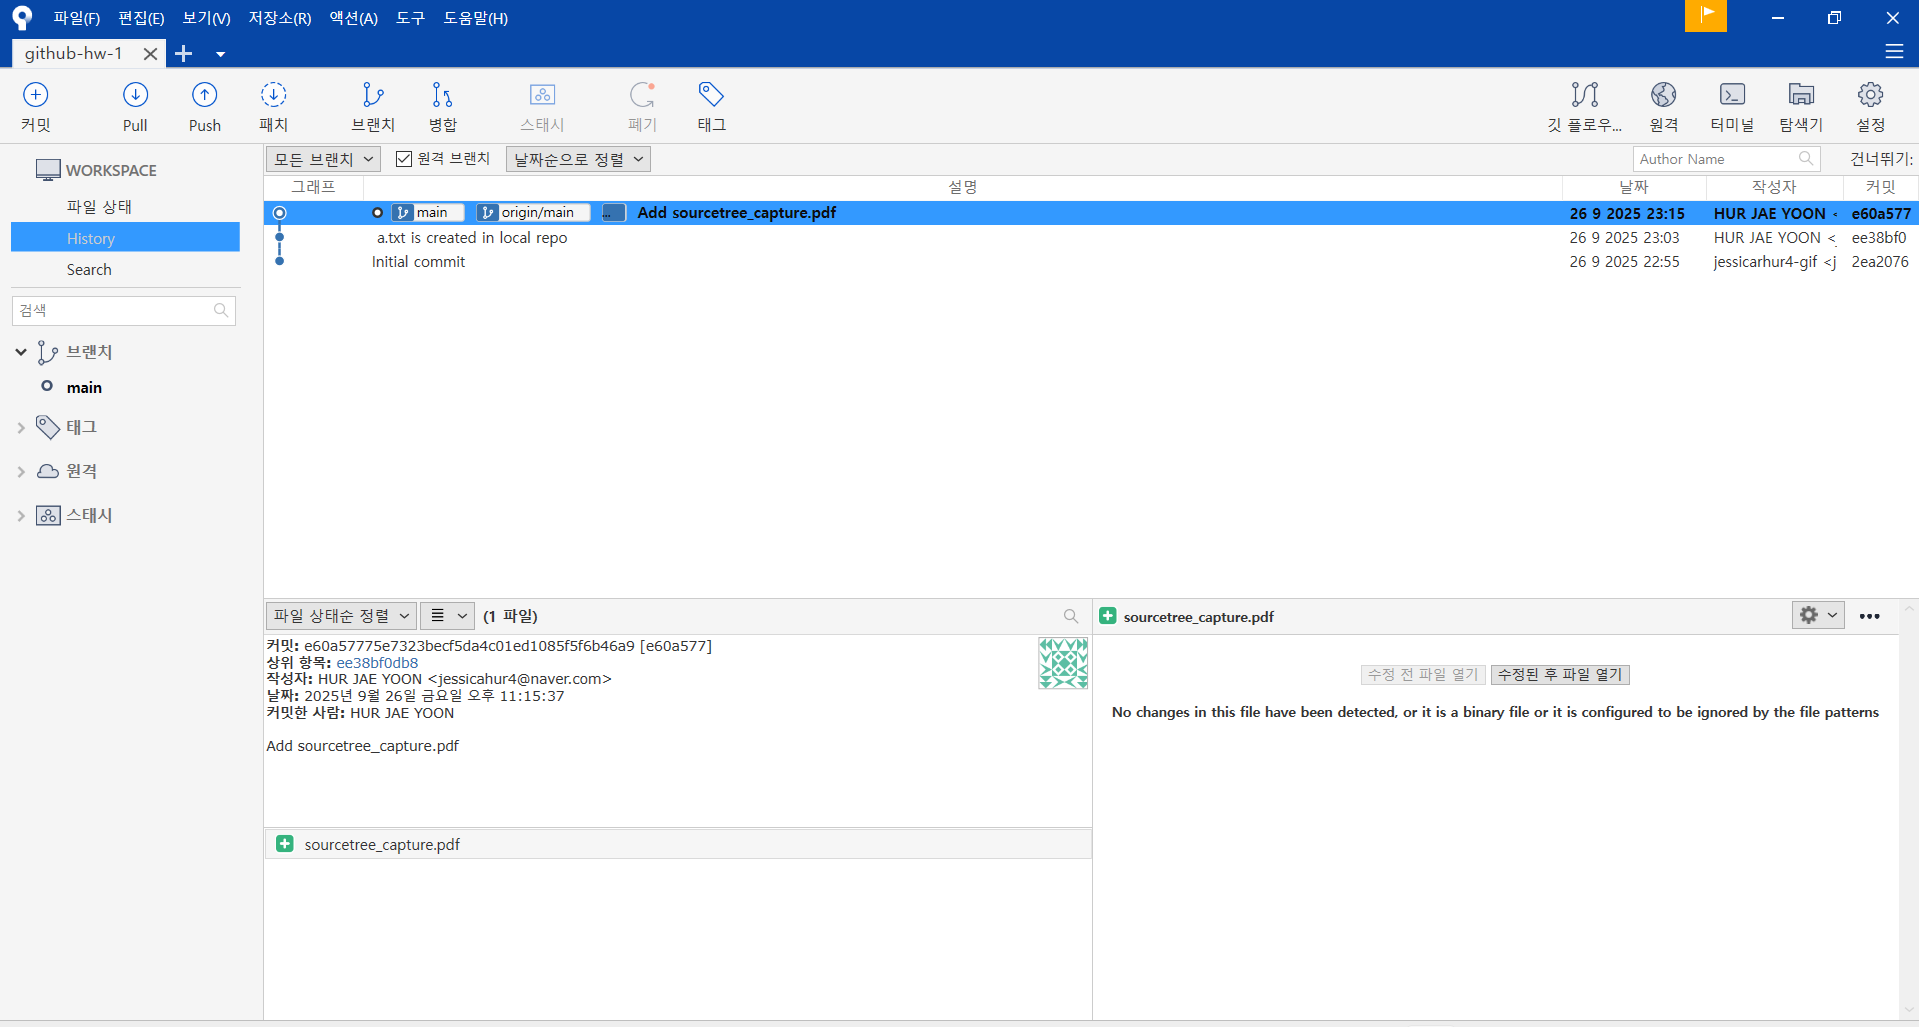 파일(F) 편집(E) 보기(V) 저장소(R) 액션(A) 도구 도움말(H)
github-hw-1
커밋 Pull Push 패치 브랜치 병합 스태시 폐기 태그 깃 플로우... 원격 터미널 탐색기 설정
WORKSPACE
파일 상태
History
Search
검색
브랜치
main
태그
원격
스태시
모든 브랜치 원격 브랜치 날짜순으로 정렬 Author Name 건너뛰기:
그래프 설명 날짜 작성자 커밋
main origin/main ... Add sourcetree_capture.pdf 26 9 2025 23:15 HUR JAE YOON < e60a577
a.txt is created in local repo 26 9 2025 23:03 HUR JAE YOON <j ee38bf0
Initial commit 26 9 2025 22:55 jessicarhur4-gif <j 2ea2076
파일 상태순 정렬 (1 파일)
커밋: e60a57775e7323becf5da4c01ed1085f5f6b46a9 [e60a577]
상위 항목: ee38bf0db8
작성자: HUR JAE YOON <jessicahur4@naver.com>
날짜: 2025년 9월 26일 금요일 오후 11:15:37
커밋한 사람: HUR JAE YOON
Add sourcetree_capture.pdf
sourcetree_capture.pdf
sourcetree_capture.pdf
수정 전 파일 열기 수정된 후 파일 열기
No changes in this file have been detected, or it is a binary file or it is configured to be ignored by the file patterns